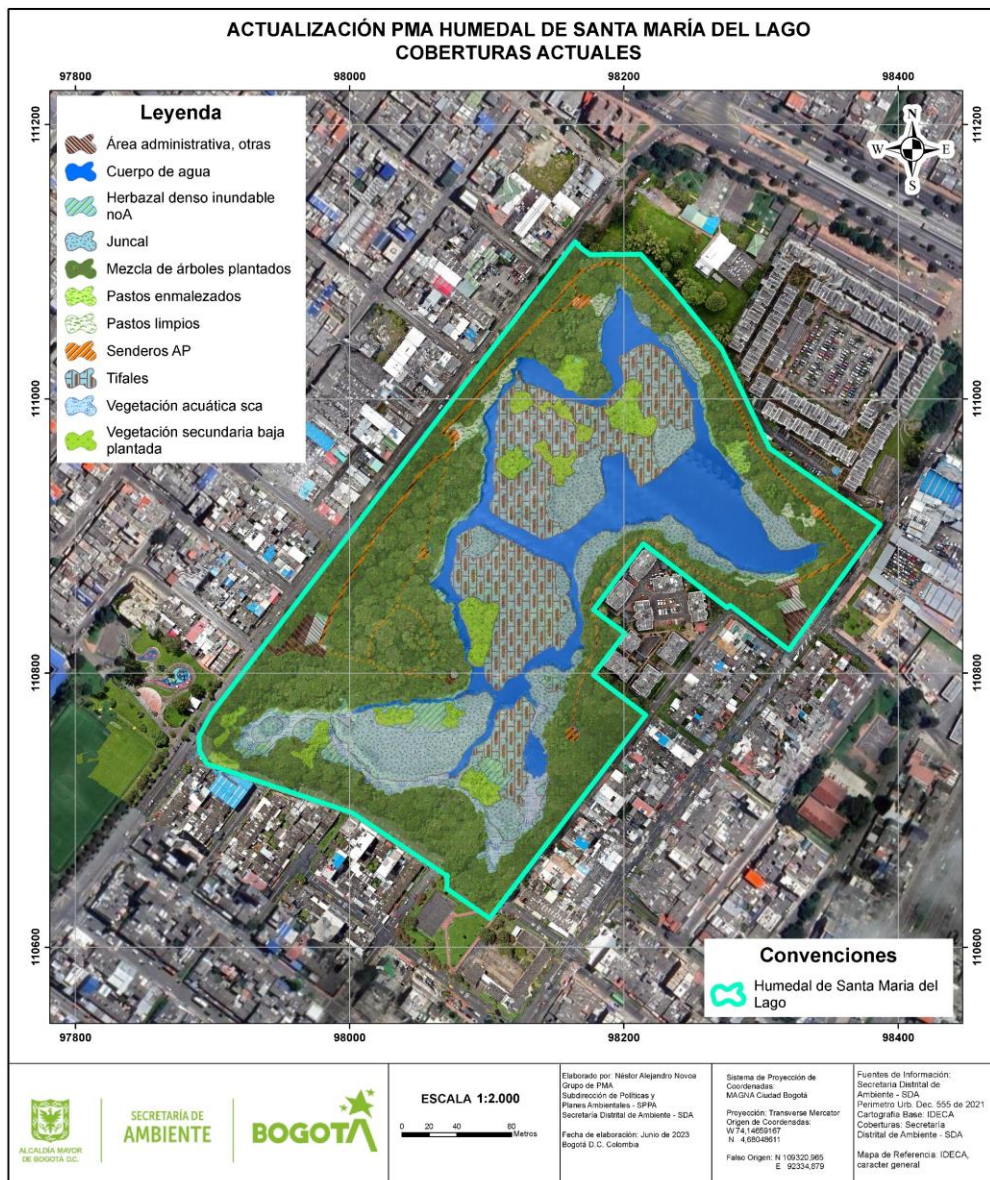 ACTUALIZACIÓN PMA HUMEDAL DE SANTA MARÍA DEL LAGO
COBERTURAS ACTUALES
97800
98000
98200
98400
111200
111000
110800
110600
111200
111000
110800
110600
Leyenda
Área administrativa, otras
Cuerpo de agua
Herbazal denso inundable
noA
Juncal
Mezcla de árboles plantados
Pastos enmalezados
Pastos limpios
Senderos AP
Tifales
Vegetación acuática sca
Vegetación secundaria baja
plantada
N
W
E
S
Convenciones
Humedal de Santa Maria del
Lago
97800
98000
98200
98400
ALCALDÍA MAYOR
DE BOGOTÁ D.C.
SECRETARÍA DE
AMBIENTE
BOGOTÁ
ESCALA 1:2.000
0 20 40 80
Metros
Elaborado por: Néstor Alejandro Novoa
Grupo de PMA
Subdirección de Políticas y
Planes Ambientales - SPPA
Secretaría Distrital de Ambiente - SDA
Fecha de elaboración: Junio de 2023
Bogotá D.C. Colombia
Sistema de Proyección de
Coordenadas:
MAGNA Ciudad Bogotá
Proyección: Transverse Mercator
Origen de Coordenadas:
W 74,14659167
N 4,68048611
Falso Origen: N 109320,965
E 92334,879
Fuentes de Información:
Secretaria Distrital de
Ambiente - SDA
Perimetro Urb. Dec. 555 de 2021
Cartografía Base: IDECA
Coberturas: Secretaría
Distrital de Ambiente - SDA
Mapa de Referencia: IDECA,
caracter general